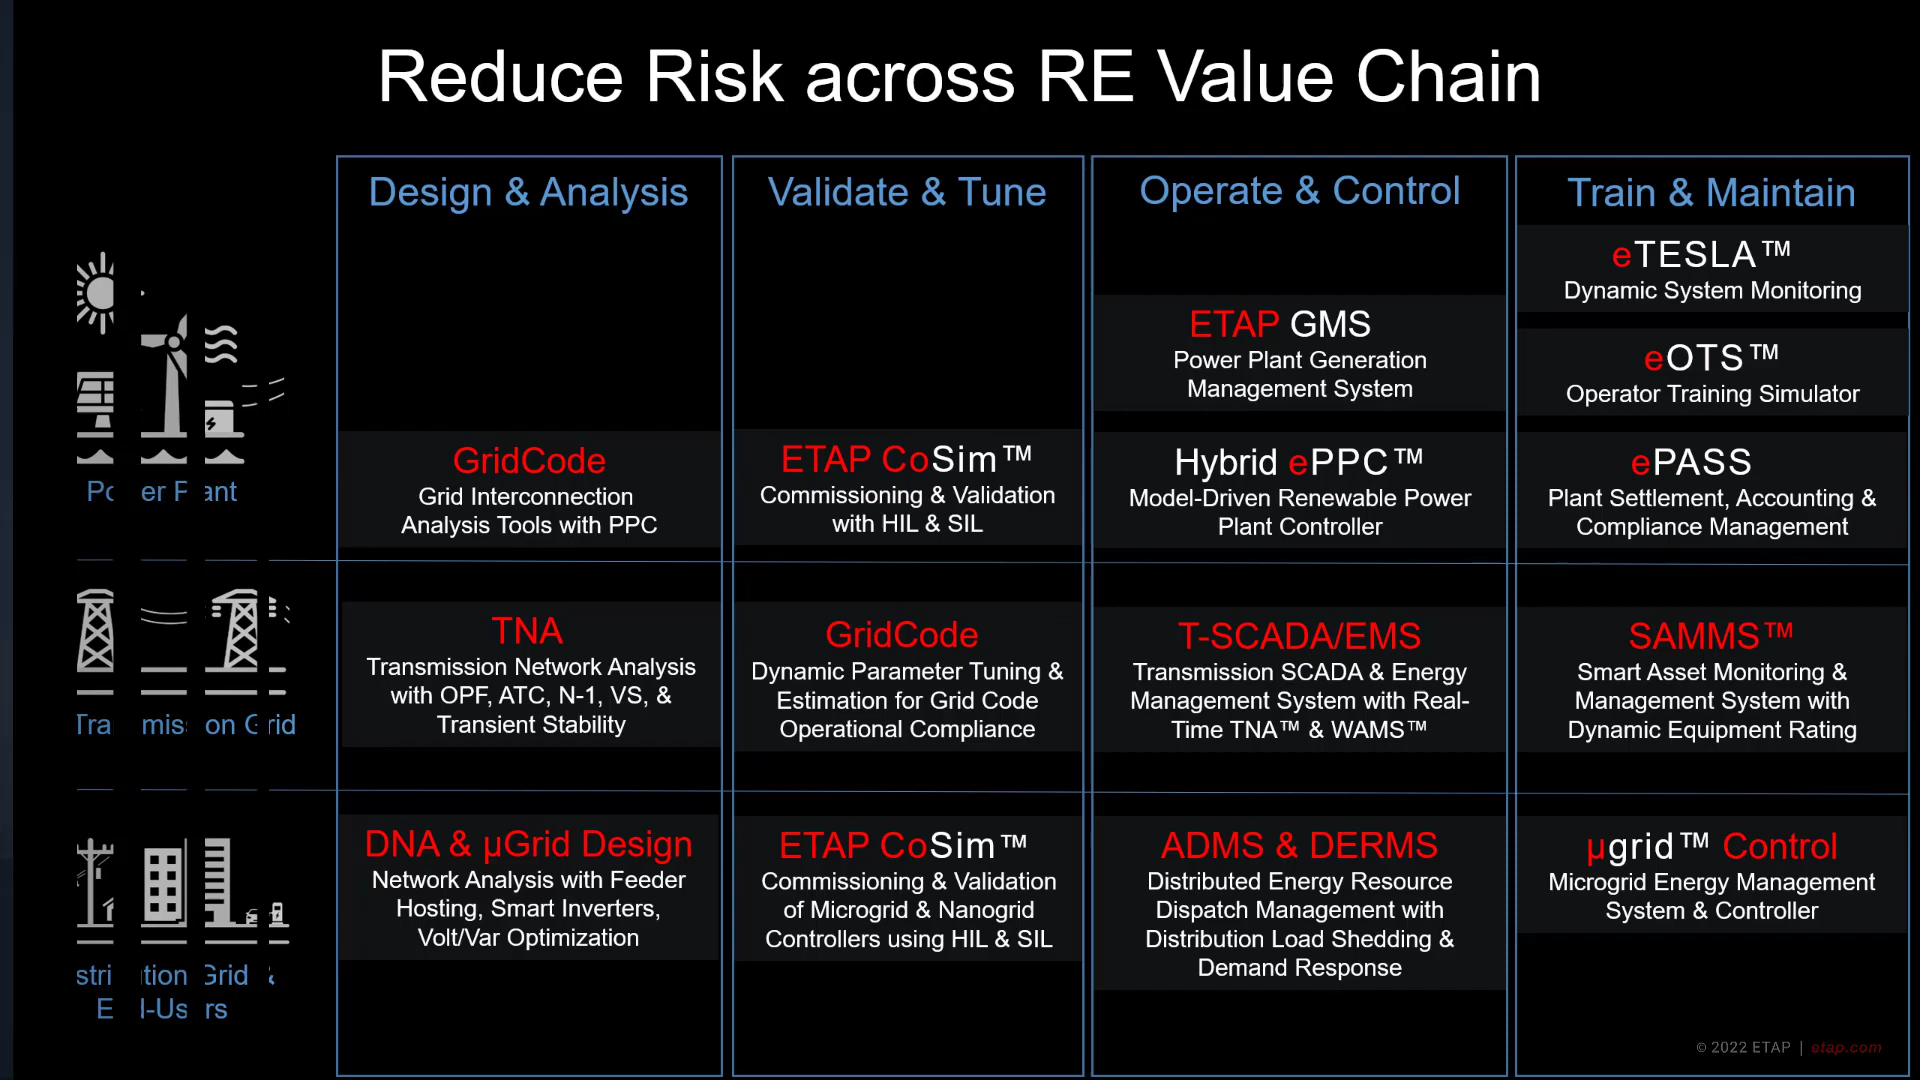 Reduce Risk across RE Value Chain
Design & Analysis
Validate & Tune
Operate & Control
Train & Maintain
eTESLA™
Dynamic System Monitoring
ETAP GMS
Power Plant Generation
Management System
eOTS™
Operator Training Simulator
GridCode
Grid Interconnection
Analysis Tools with PPC
ETAP CoSim™
Commissioning & Validation
with HIL & SIL
Hybrid ePPC™
Model-Driven Renewable Power
Plant Controller
ePASS
Plant Settlement, Accounting &
Compliance Management
TNA
Transmission Network Analysis
with OPF, ATC, N-1, VS, &
Transient Stability
GridCode
Dynamic Parameter Tuning &
Estimation for Grid Code
Operational Compliance
T-SCADA/EMS
Transmission SCADA & Energy
Management System with Real-
Time TNA™ & WAMS™
SAMMS™
Smart Asset Monitoring &
Management System with
Dynamic Equipment Rating
DNA & µGrid Design
Network Analysis with Feeder
Hosting, Smart Inverters,
Volt/Var Optimization
ETAP CoSim™
Commissioning & Validation
of Microgrid & Nanogrid
Controllers using HIL & SIL
ADMS & DERMS
Distributed Energy Resource
Dispatch Management with
Distribution Load Shedding &
Demand Response
µgrid™ Control
Microgrid Energy Management
System & Controller
© 2022 ETAP | etap.com